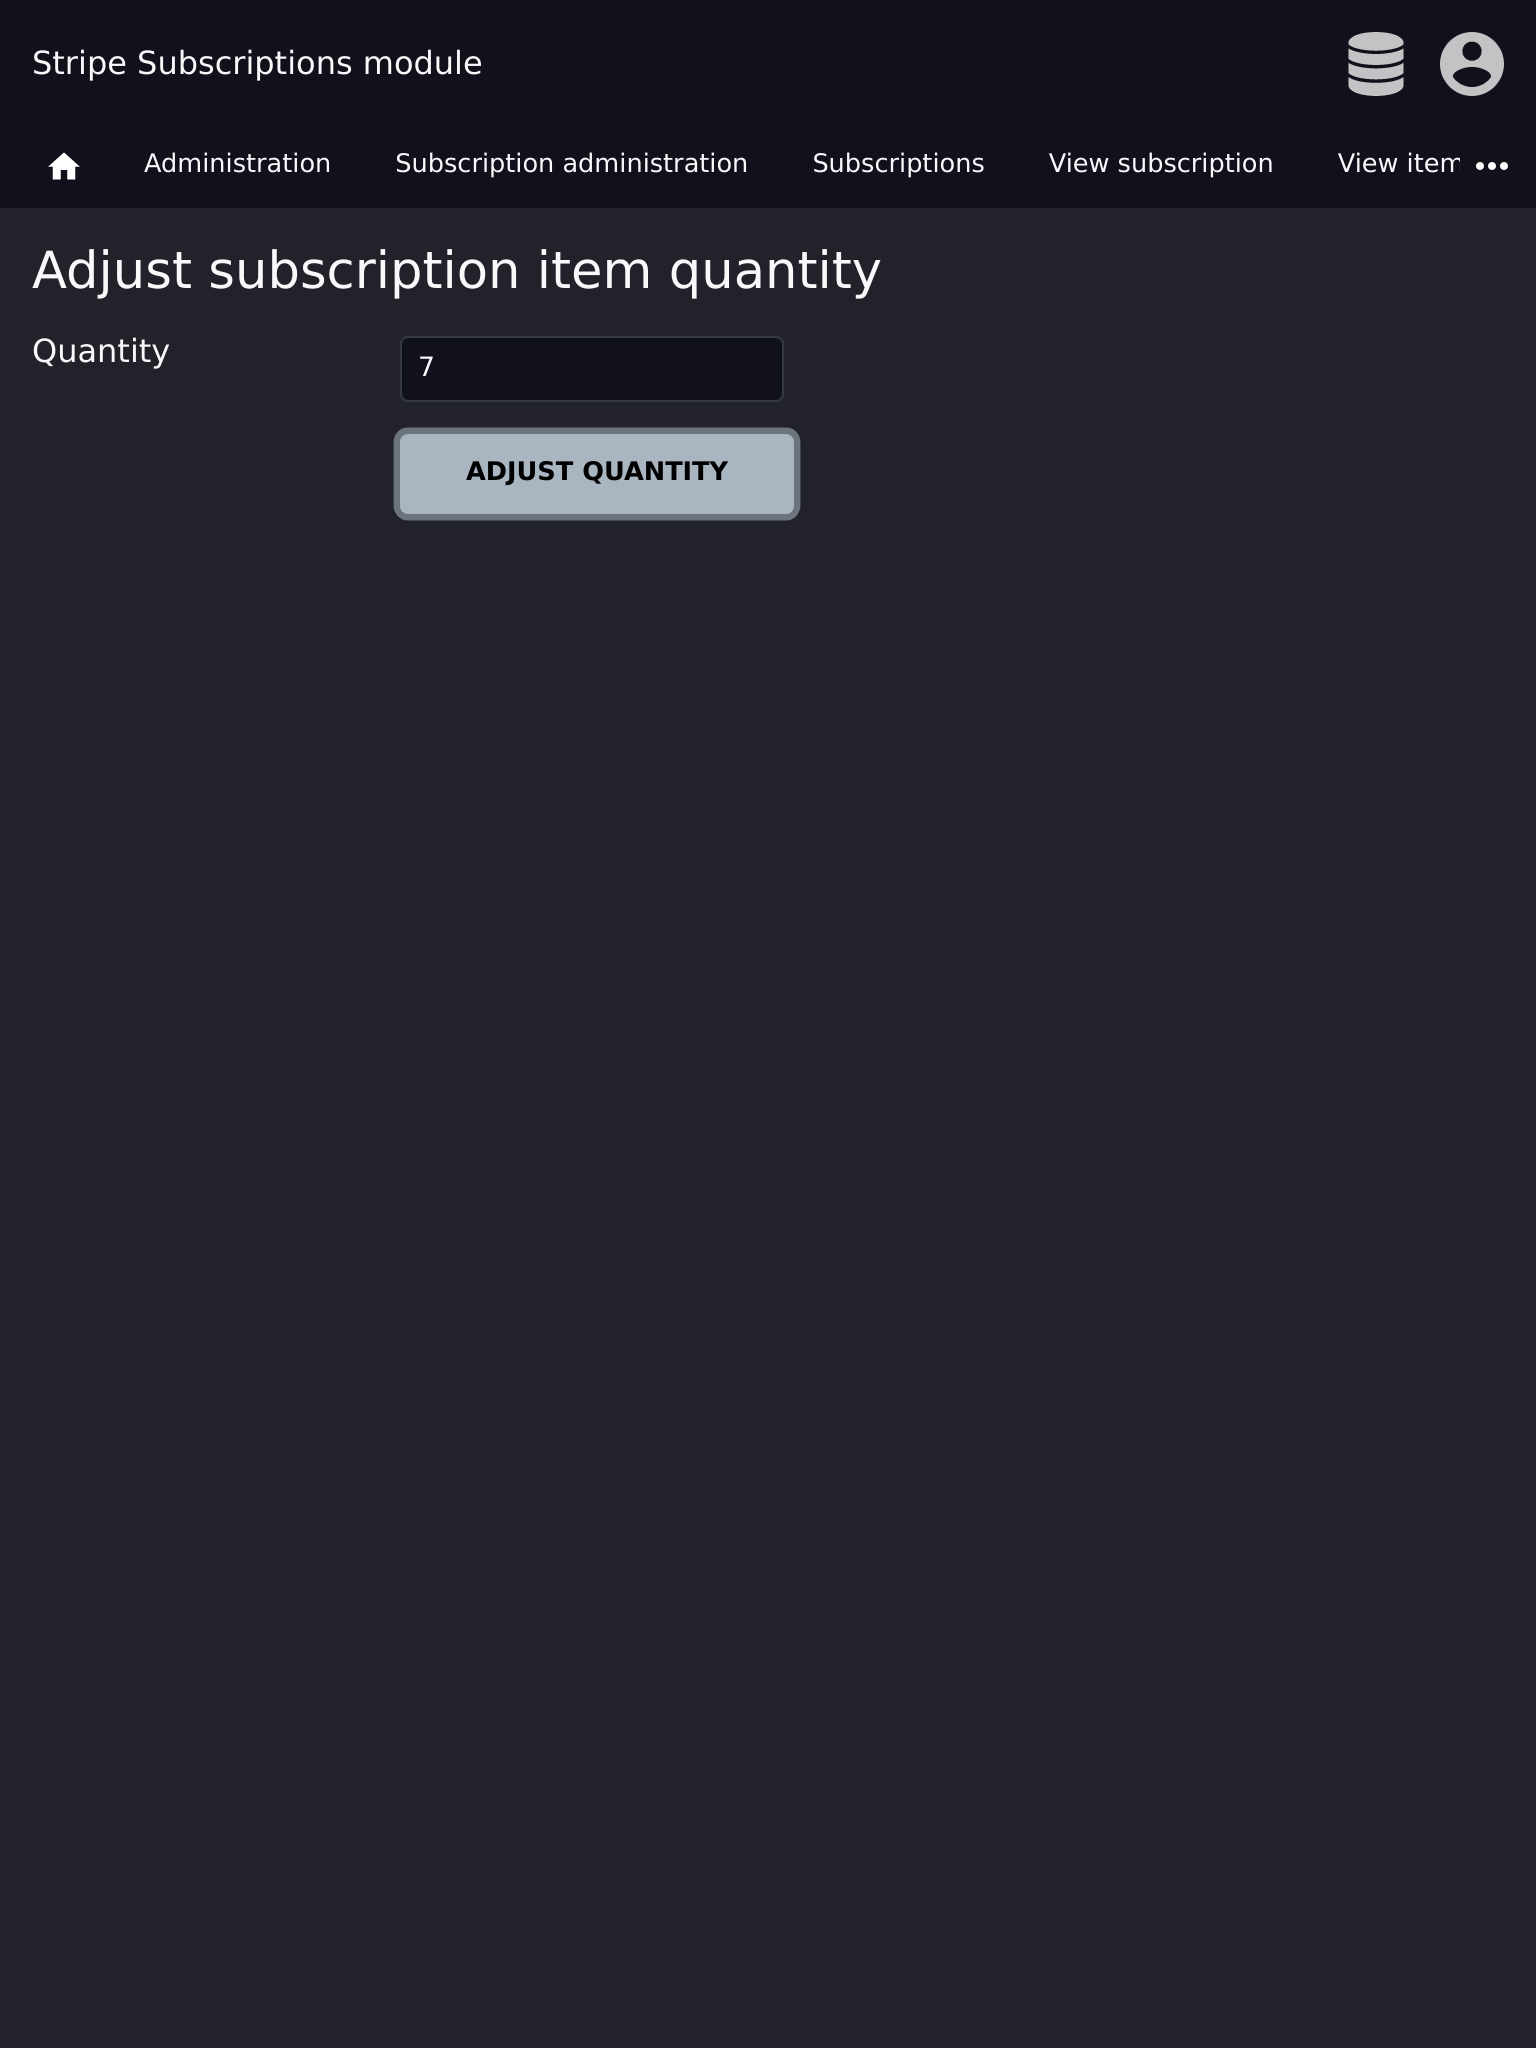 Stripe Subscriptions module
Administration Subscription administration Subscriptions View subscription View item
Adjust subscription item quantity
Quantity
7
ADJUST QUANTITY